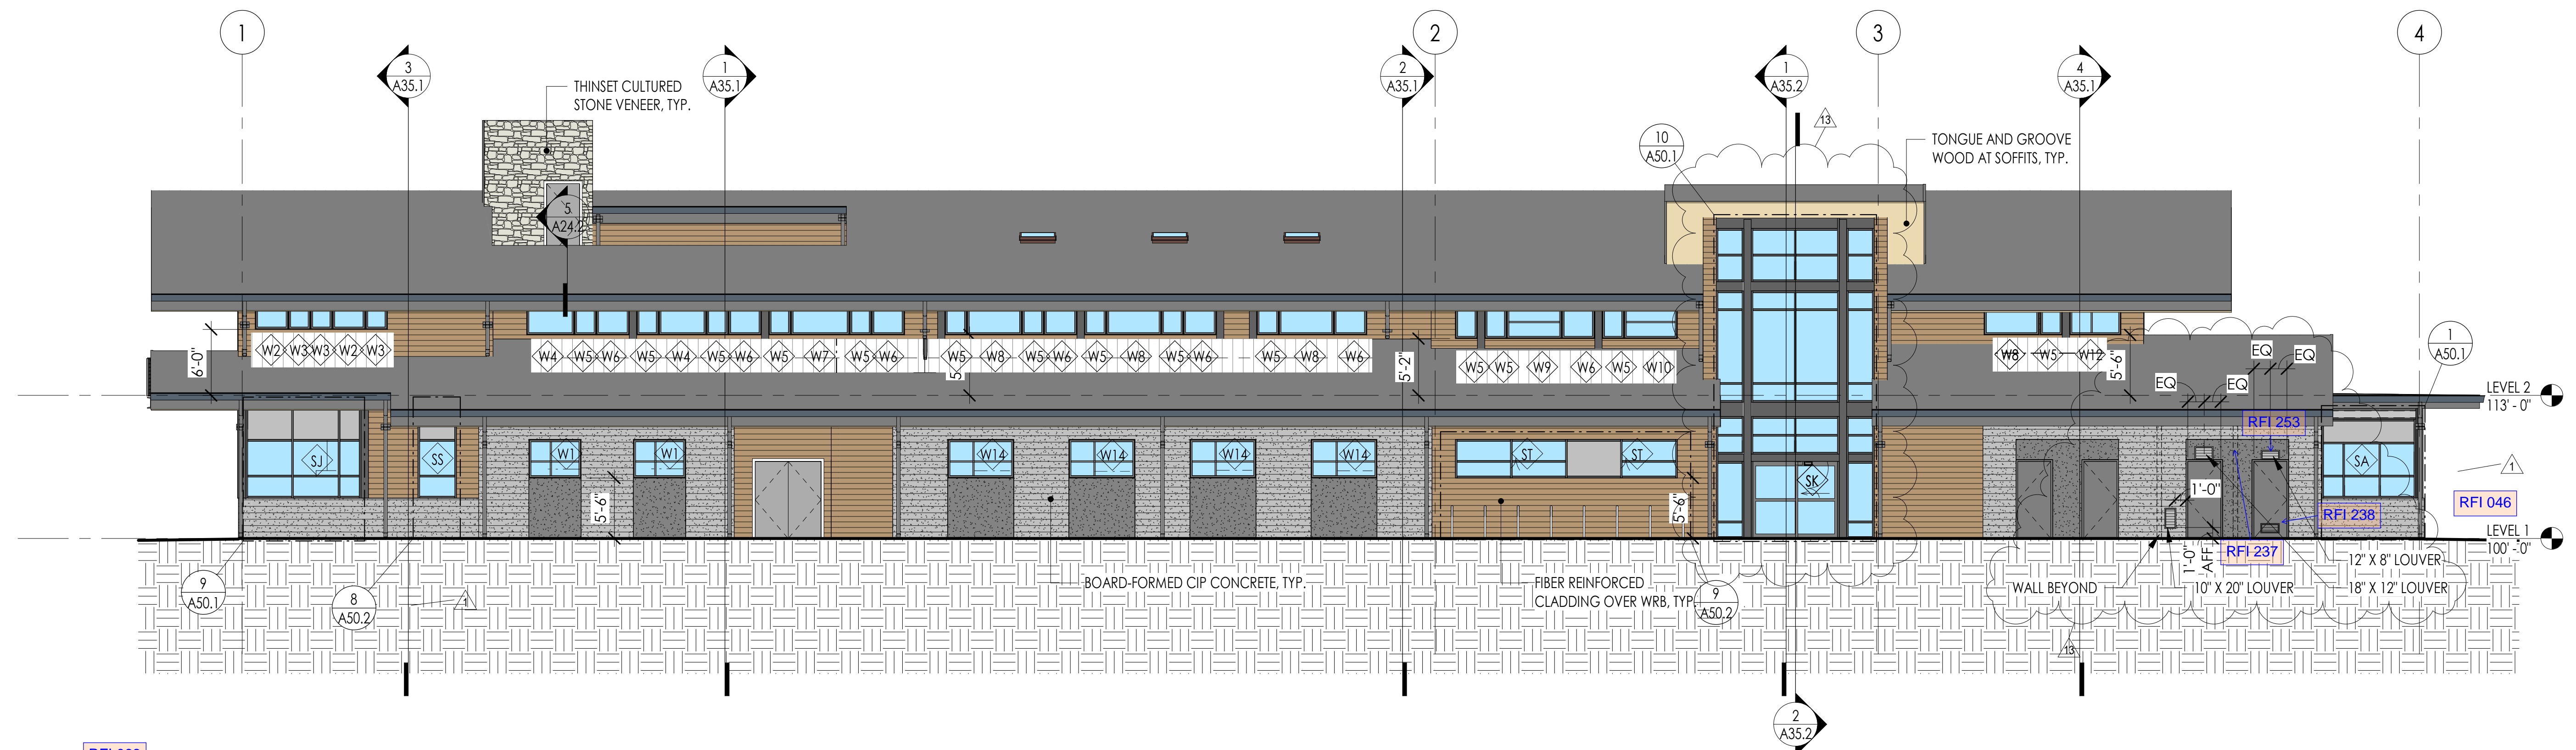 1
2
3
4
3
A35.1
1
A35.1
2
A35.1
1
A35.2
4
A35.1
THINSET CULTURED
STONE VENEER, TYP.
13
10
A50.1
TONGUE AND GROOVE
WOOD AT SOFFITS, TYP.
5
A24.2
6'-0"
W2 W3 W3 W2 W3
W4 W5 W6 W5 W4 W5 W6 W5 W7 W5 W6 W5 W8 W5 W6 W5 W8 W5 W6 W5 W8 W6
5'-2"
W5 W5 W9 W6 W5 W10
W8 W5 W12
5'-6"
EQ EQ
EQ EQ
1
A50.1
LEVEL 2
113' - 0"
RFI 253
SJ
SS
W1
W1
W14
W14
W14
W14
ST
ST
SK
SA
5'-6"
5'-6"
1'-0"
1
RFI 046
RFI 238
LEVEL 1
100' - 0"
RFI 237
1'-0"
AFF
12" X 8" LOUVER
9
A50.1
8
A50.2
1
BOARD-FORMED CIP CONCRETE, TYP.
FIBER REINFORCED
CLADDING OVER WRB, TYP.
9
A50.2
WALL BEYOND
10" X 20" LOUVER
18" X 12" LOUVER
13
2
A35.2